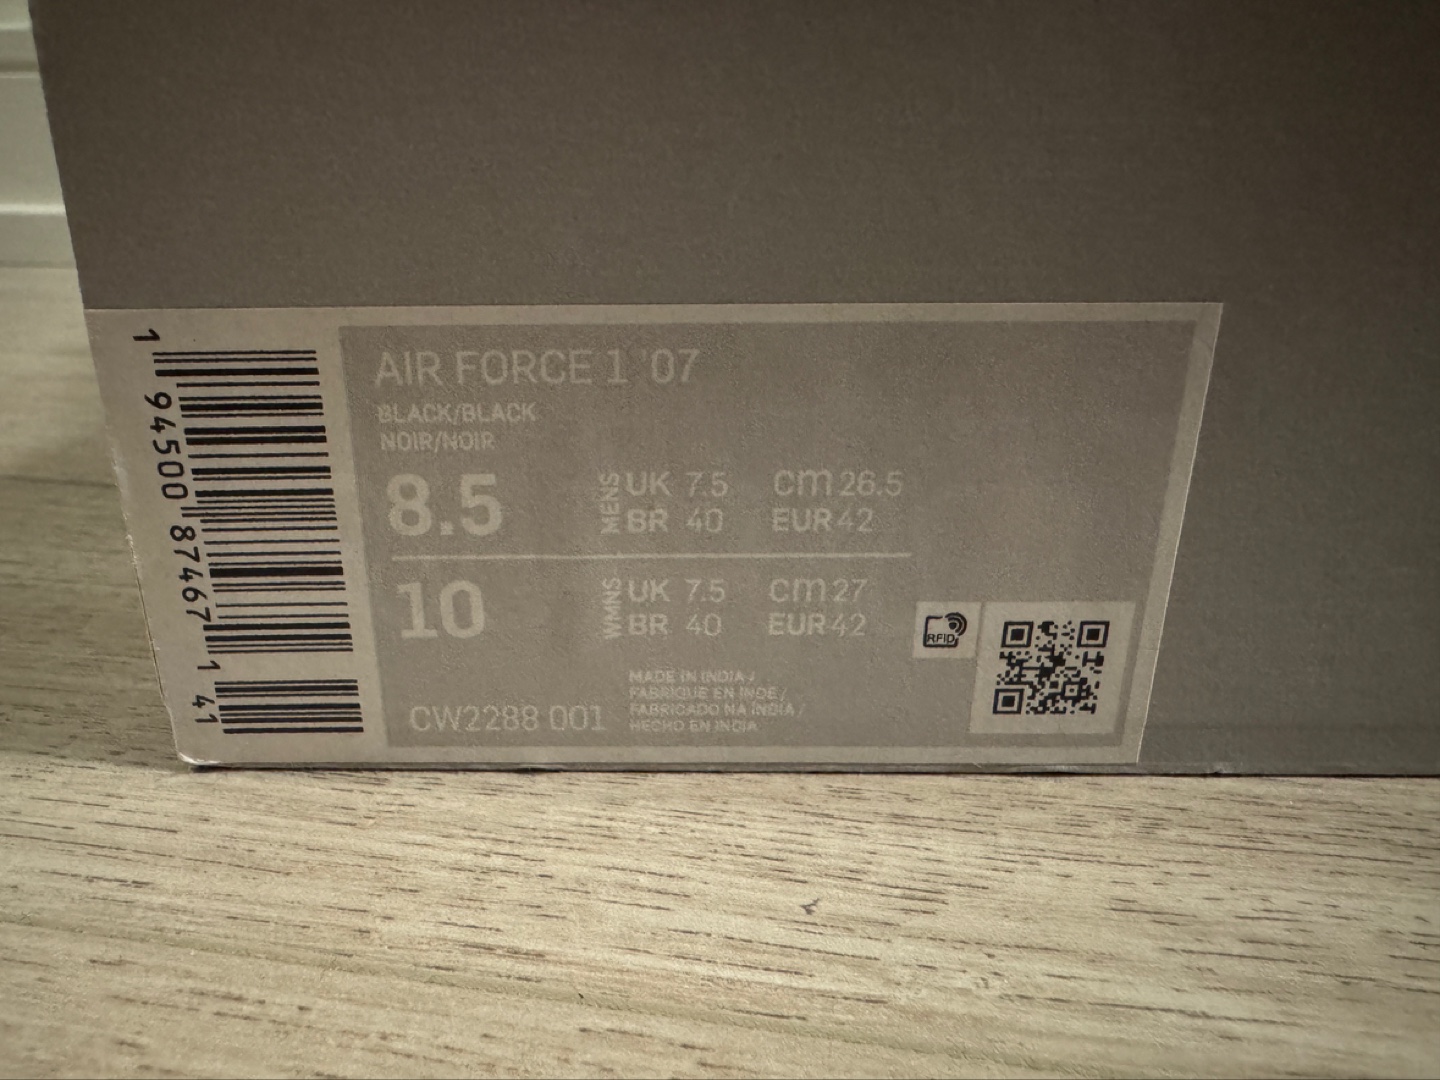 1 94500 87467 1 41
AIR FORCE 1 '07
BLACK/BLACK
NOIR/NOIR
8.5 MENS UK 7.5 cm 26.5
BR 40 EUR 42
10 WMNS UK 7.5 cm 27
BR 40 EUR 42
RFID
MADE IN INDIA /
FABRIQUÉ EN INDE /
FABRICADO NA ÍNDIA /
HECHO EN INDIA
CW2288 001